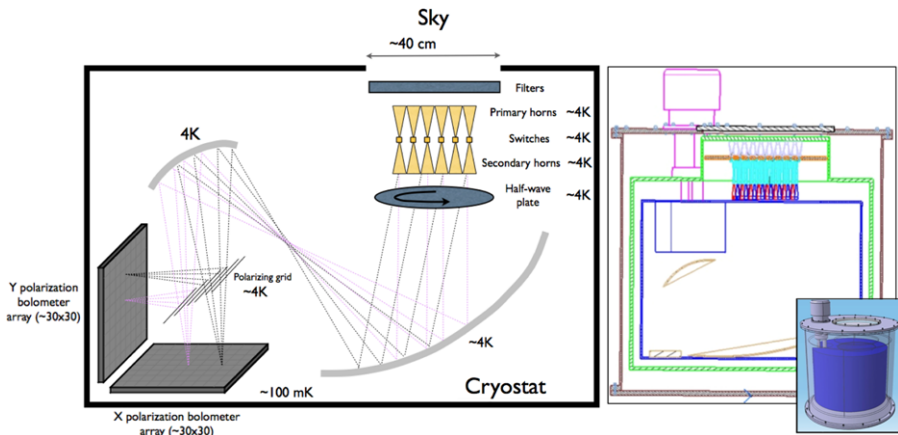 Sky
~40 cm
Filters
Primary horns ~4K
Switches ~4K
Secondary horns ~4K
Half-wave
plate ~4K
4K
Polarizing grid
~4K
Y polarization
bolometer
array (~30x30)
~4K
~100 mK
Cryostat
X polarization bolometer
array (~30x30)